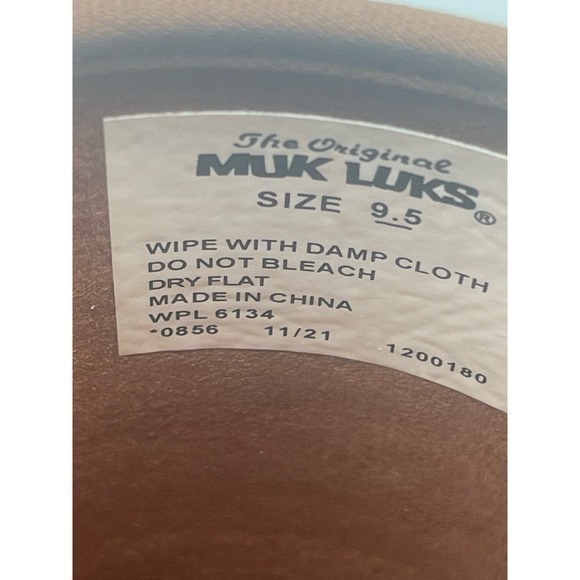 The Original
MUK LUKS®
SIZE 9.5
WIPE WITH DAMP CLOTH
DO NOT BLEACH
DRY FLAT
MADE IN CHINA
WPL 6134
*0856 11/21 1200180